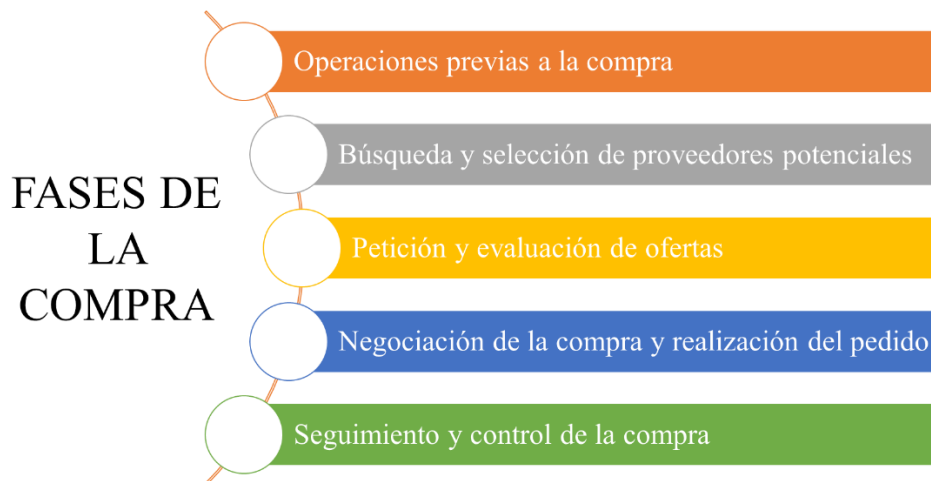 FASES DE
LA
COMPRA
Operaciones previas a la compra
Búsqueda y selección de proveedores potenciales
Petición y evaluación de ofertas
Negociación de la compra y realización del pedido
Seguimiento y control de la compra